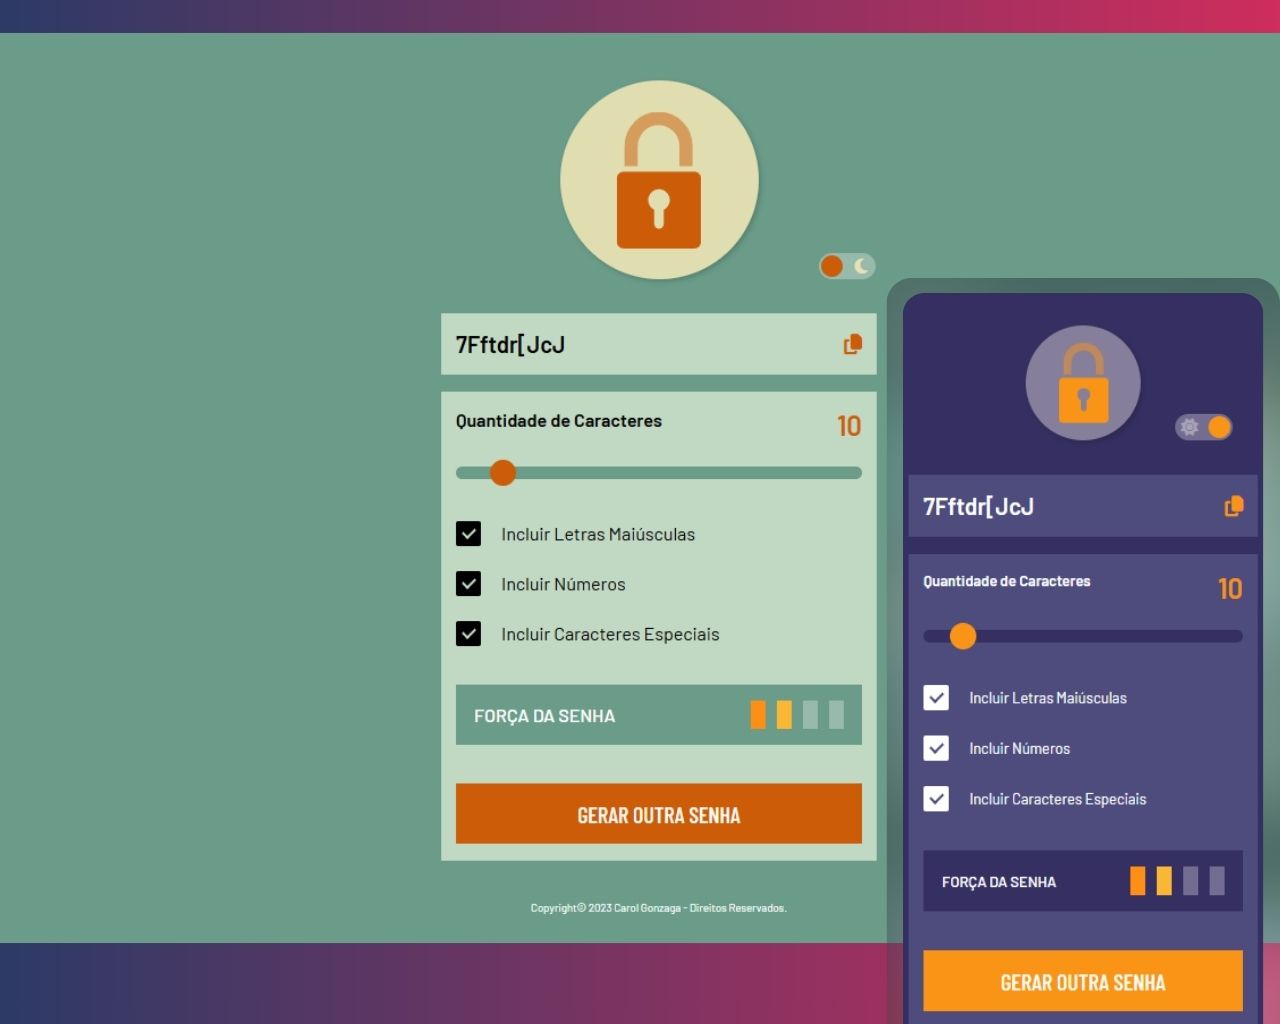 7Fftdr[JcJ
Quantidade de Caracteres
10
Incluir Letras Maiúsculas
Incluir Números
Incluir Caracteres Especiais
FORÇA DA SENHA
GERAR OUTRA SENHA
Copyright© 2023 Carol Gonzaga - Direitos Reservados.
7Fftdr[JcJ
Quantidade de Caracteres
10
Incluir Letras Maiúsculas
Incluir Números
Incluir Caracteres Especiais
FORÇA DA SENHA
GERAR OUTRA SENHA